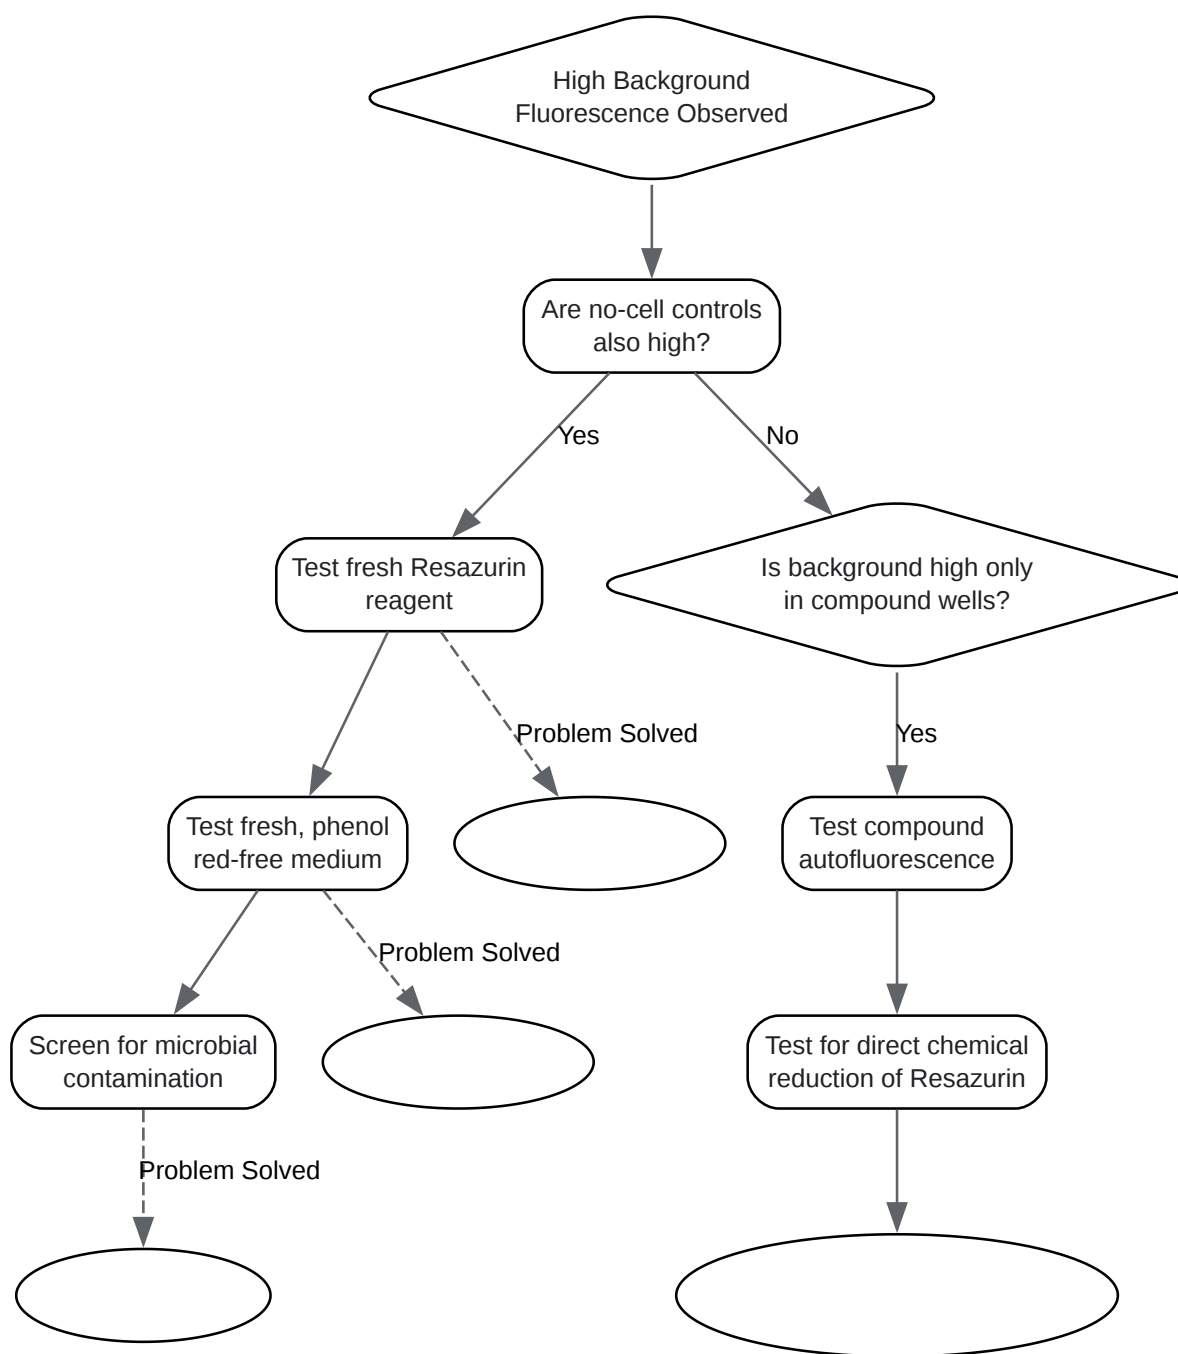 High Background
Fluorescence Observed
Are no-cell controls
also high?
Yes
No
Test fresh Resazurin
reagent
Is background high only
in compound wells?
Problem Solved
Yes
Test fresh, phenol
red-free medium
Test compound
autofluorescence
Problem Solved
Screen for microbial
contamination
Test for direct chemical
reduction of Resazurin
Problem Solved